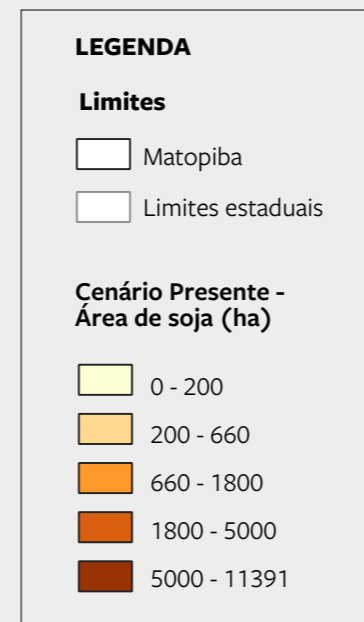 LEGENDA
Limites
Matopiba
Limites estaduais
Cenário Presente -
Área de soja (ha)
0 - 200
200 - 660
660 - 1800
1800 - 5000
5000 - 11391